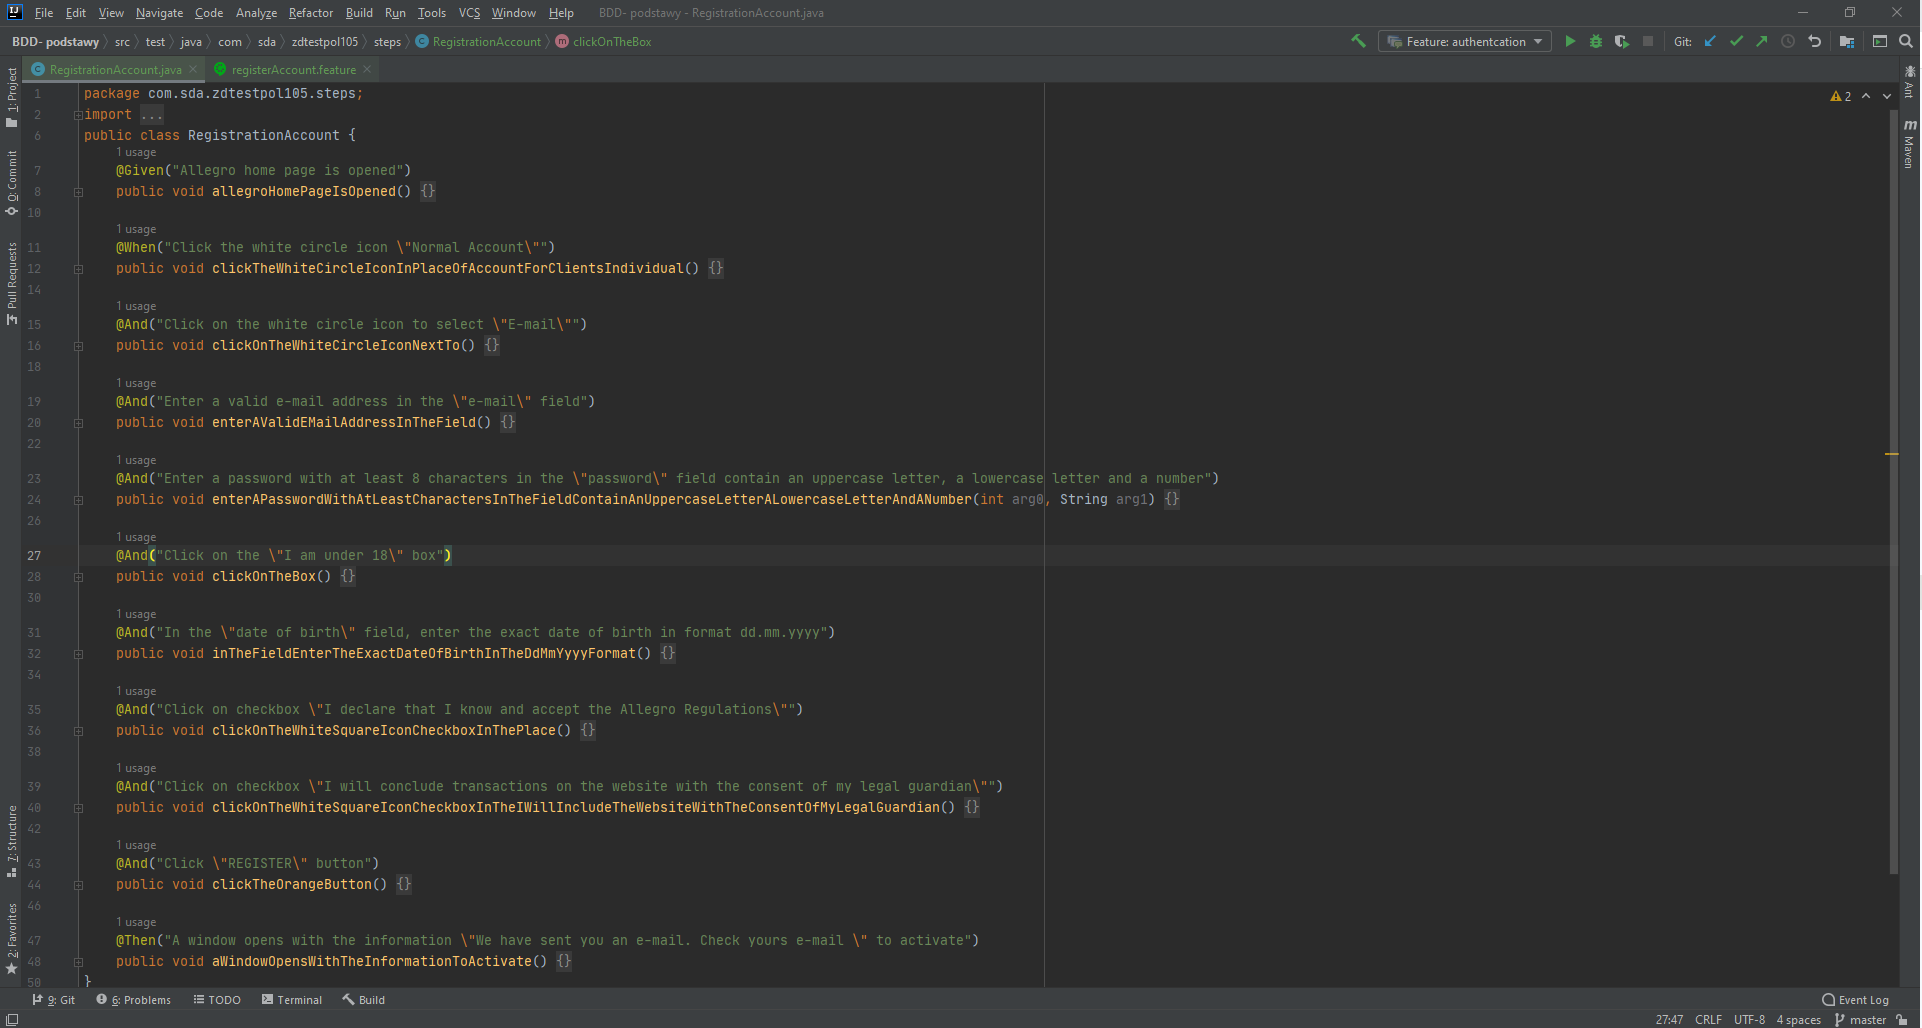 File Edit View Navigate Code Analyze Refactor Build Run Tools VCS Window Help BDD- podstawy - RegistrationAccount.java
BDD- podstawy src test java com sda zdtestpol105 steps RegistrationAccount clickOnTheBox Feature: authentcation Git:
RegistrationAccount.java registerAccount.feature
1 package com.sda.zdtestpol105.steps;
2 import ...
6 public class RegistrationAccount {
1 usage
7 @Given("Allegro home page is opened")
8 public void allegroHomePageIsOpened() {}
10
1 usage
11 @When("Click the white circle icon \"Normal Account\"")
12 public void clickTheWhiteCircleIconInPlaceOfAccountForClientsIndividual() {}
14
1 usage
15 @And("Click on the white circle icon to select \"E-mail\"")
16 public void clickOnTheWhiteCircleIconNextTo() {}
18
1 usage
19 @And("Enter a valid e-mail address in the \"e-mail\" field")
20 public void enterAValidEMailAddressInTheField() {}
22
1 usage
23 @And("Enter a password with at least 8 characters in the \"password\" field contain an uppercase letter, a lowercase letter and a number")
24 public void enterAPasswordWithAtLeastCharactersInTheFieldContainAnUppercaseLetterALowercaseLetterAndANumber(int arg0, String arg1) {}
26
1 usage
27 @And("Click on the \"I am under 18\" box")
28 public void clickOnTheBox() {}
30
1 usage
31 @And("In the \"date of birth\" field, enter the exact date of birth in format dd.mm.yyyy")
32 public void inTheFieldEnterTheExactDateOfBirthInTheDdMmYyyyFormat() {}
34
1 usage
35 @And("Click on checkbox \"I declare that I know and accept the Allegro Regulations\"")
36 public void clickOnTheWhiteSquareIconCheckboxInThePlace() {}
38
1 usage
39 @And("Click on checkbox \"I will conclude transactions on the website with the consent of my legal guardian\"")
40 public void clickOnTheWhiteSquareIconCheckboxInTheIWillIncludeTheWebsiteWithTheConsentOfMyLegalGuardian() {}
42
1 usage
43 @And("Click \"REGISTER\" button")
44 public void clickTheOrangeButton() {}
46
1 usage
47 @Then("A window opens with the information \"We have sent you an e-mail. Check yours e-mail \" to activate")
48 public void aWindowOpensWithTheInformationToActivate() {}
50 }
1: Project
0: Commit
Pull Requests
7: Structure
2: Favorites
2
Ant
Maven
9: Git 6: Problems TODO Terminal Build Event Log
27:47 CRLF UTF-8 4 spaces master